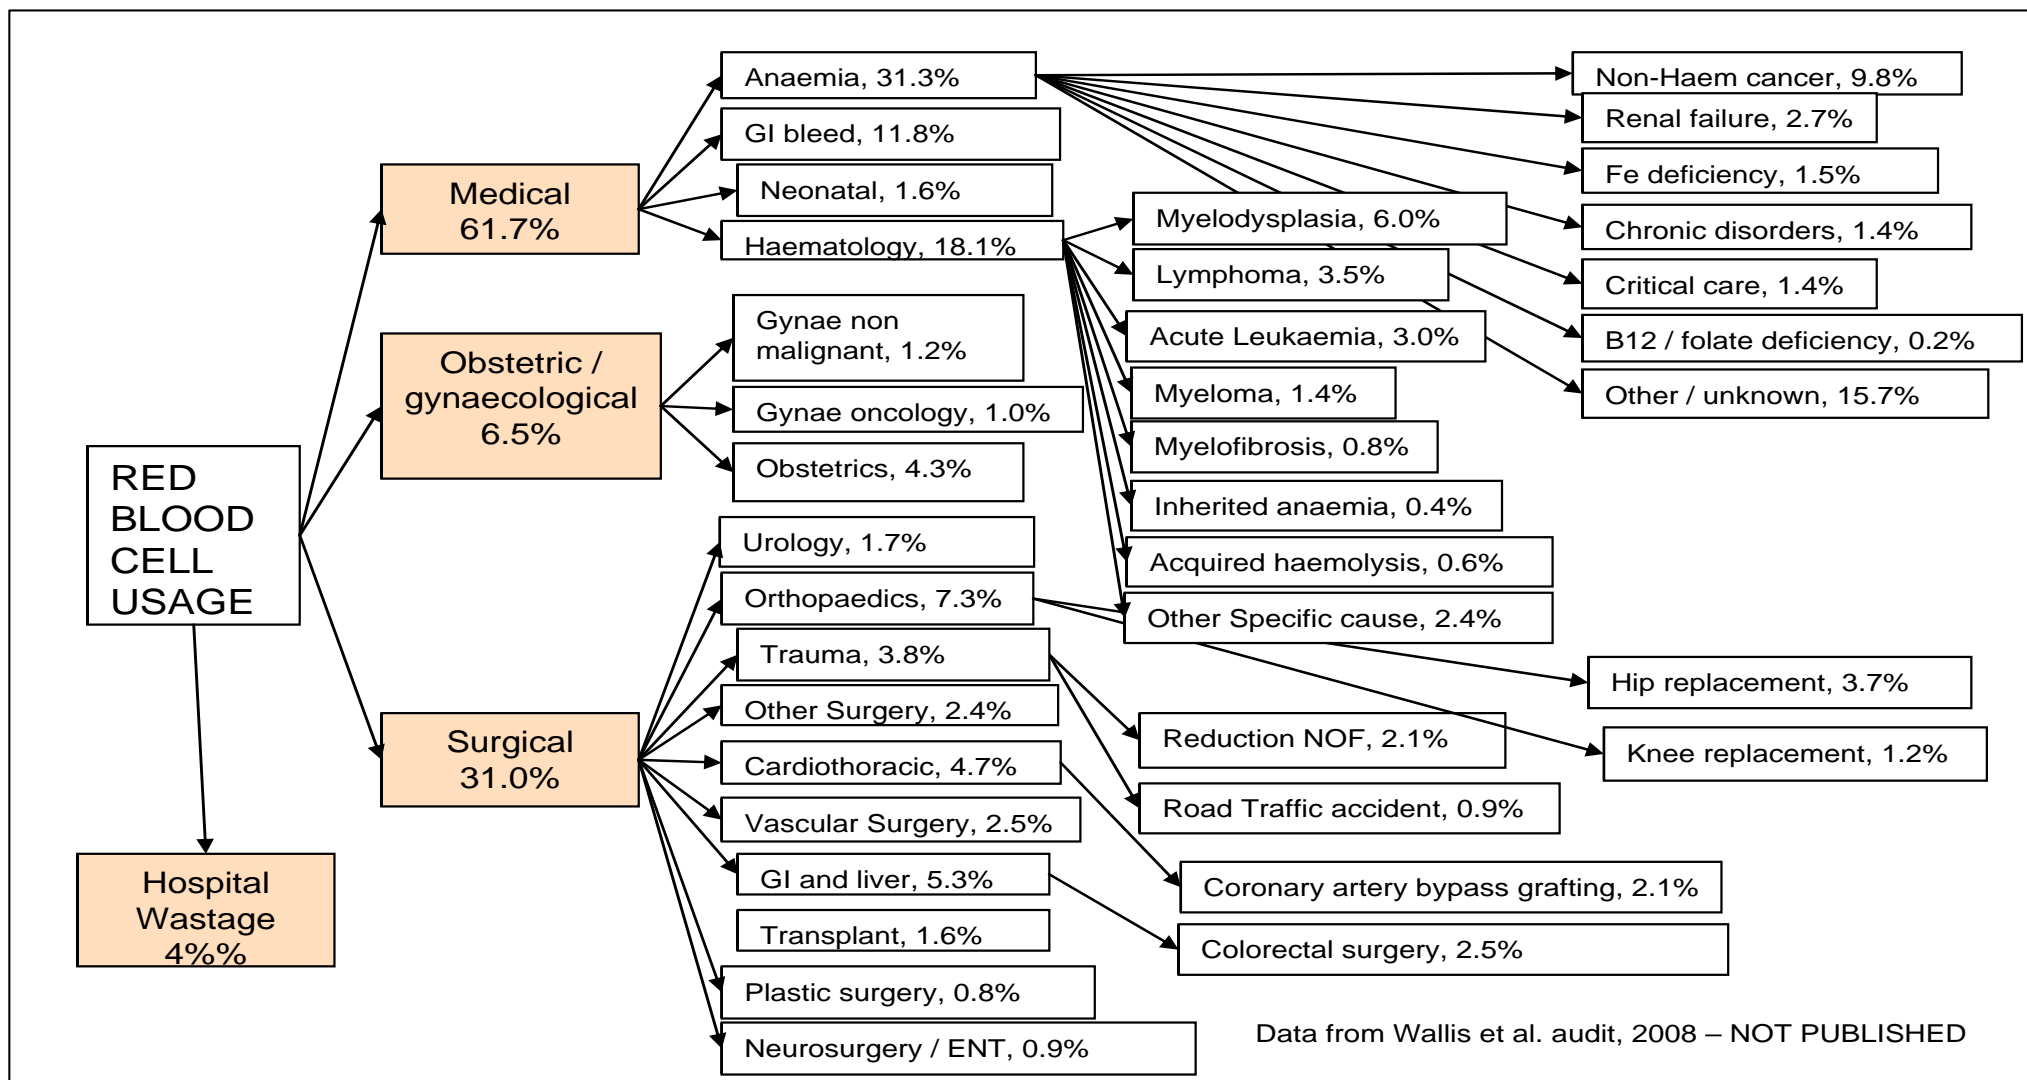 RED
BLOOD
CELL
USAGE
Hospital
Wastage
4%%
Medical
61.7%
Obstetric /
gynaecological
6.5%
Surgical
31.0%
Anaemia, 31.3%
GI bleed, 11.8%
Neonatal, 1.6%
Haematology, 18.1%
Gynae non
malignant, 1.2%
Gynae oncology, 1.0%
Obstetrics, 4.3%
Urology, 1.7%
Orthopaedics, 7.3%
Trauma, 3.8%
Other Surgery, 2.4%
Cardiothoracic, 4.7%
Vascular Surgery, 2.5%
GI and liver, 5.3%
Transplant, 1.6%
Plastic surgery, 0.8%
Neurosurgery / ENT, 0.9%
Myelodysplasia, 6.0%
Lymphoma, 3.5%
Acute Leukaemia, 3.0%
Myeloma, 1.4%
Myelofibrosis, 0.8%
Inherited anaemia, 0.4%
Acquired haemolysis, 0.6%
Other Specific cause, 2.4%
Reduction NOF, 2.1%
Road Traffic accident, 0.9%
Coronary artery bypass grafting, 2.1%
Colorectal surgery, 2.5%
Non-Haem cancer, 9.8%
Renal failure, 2.7%
Fe deficiency, 1.5%
Chronic disorders, 1.4%
Critical care, 1.4%
B12 / folate deficiency, 0.2%
Other / unknown, 15.7%
Hip replacement, 3.7%
Knee replacement, 1.2%
Data from Wallis et al. audit, 2008 – NOT PUBLISHED